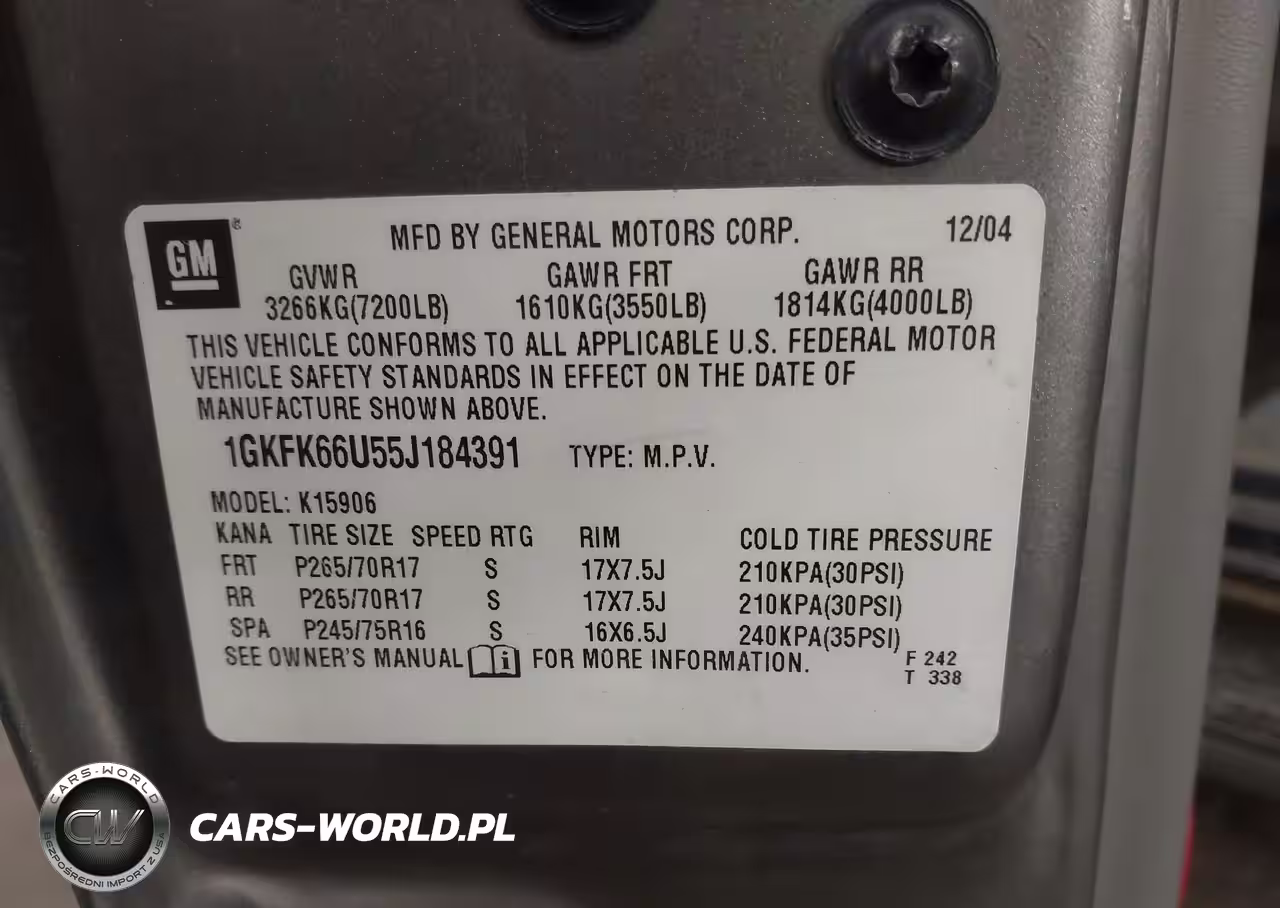 GM®
MFD BY GENERAL MOTORS CORP. 12/04
GVWR GAWR FRT GAWR RR
3266KG(7200LB) 1610KG(3550LB) 1814KG(4000LB)
THIS VEHICLE CONFORMS TO ALL APPLICABLE U.S. FEDERAL MOTOR
VEHICLE SAFETY STANDARDS IN EFFECT ON THE DATE OF
MANUFACTURE SHOWN ABOVE.
1GKFK66U55J184391 TYPE: M.P.V.
MODEL: K15906
KANA TIRE SIZE SPEED RTG RIM COLD TIRE PRESSURE
FRT P265/70R17 S 17X7.5J 210KPA(30PSI)
RR P265/70R17 S 17X7.5J 210KPA(30PSI)
SPA P245/75R16 S 16X6.5J 240KPA(35PSI)
SEE OWNER'S MANUAL i FOR MORE INFORMATION.
F 242
T 338
CARS-WORLD
CW
BEZPOŚREDNI IMPORT Z USA
CARS-WORLD.PL